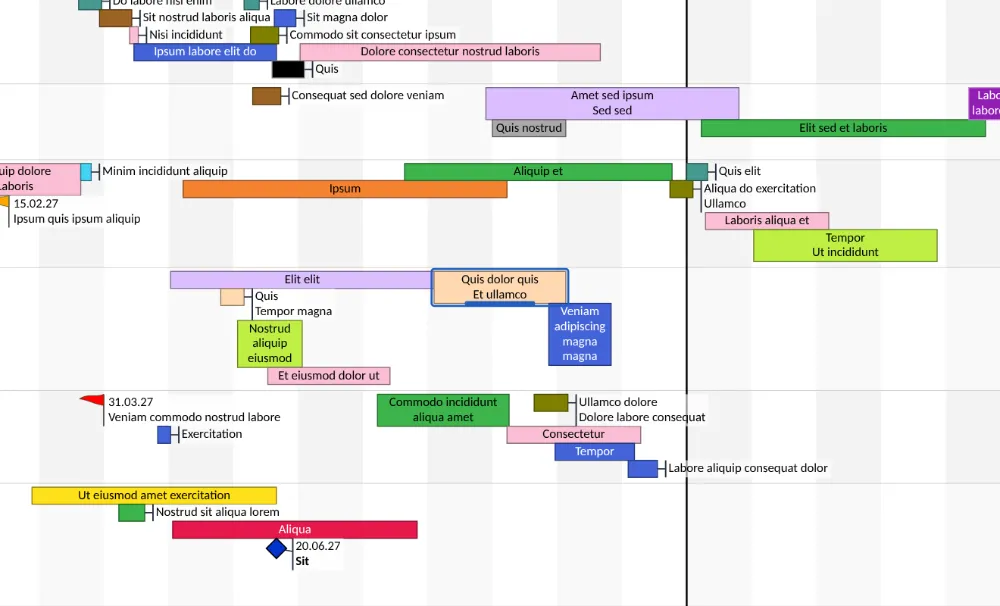 Do labore nisi enim
Labore dolore ullamco
Sit nostrud laboris aliqua
Sit magna dolor
Nisi incididunt
Commodo sit consectetur ipsum
Ipsum labore elit do
Dolore consectetur nostrud laboris
Quis
Consequat sed dolore veniam
Amet sed ipsum
Sed sed
Quis nostrud
Elit sed et laboris
Minim incididunt aliquip
dolore
Aliquip et
Quis elit
Ipsum
Aliqua do exercitation
Ullamco
15.02.27
Ipsum quis ipsum aliquip
Laboris aliqua et
Tempor
Ut incididunt
Elit elit
Quis dolor quis
Et ullamco
Quis
Tempor magna
Veniam
adipiscing
magna
magna
Nostrud
aliquip
eiusmod
Et eiusmod dolor ut
31.03.27
Veniam commodo nostrud labore
Commodo incididunt
aliqua amet
Ullamco dolore
Dolore labore consequat
Exercitation
Consectetur
Tempor
Labore aliquip consequat dolor
Ut eiusmod amet exercitation
Nostrud sit aliqua lorem
Aliqua
20.06.27
Sit